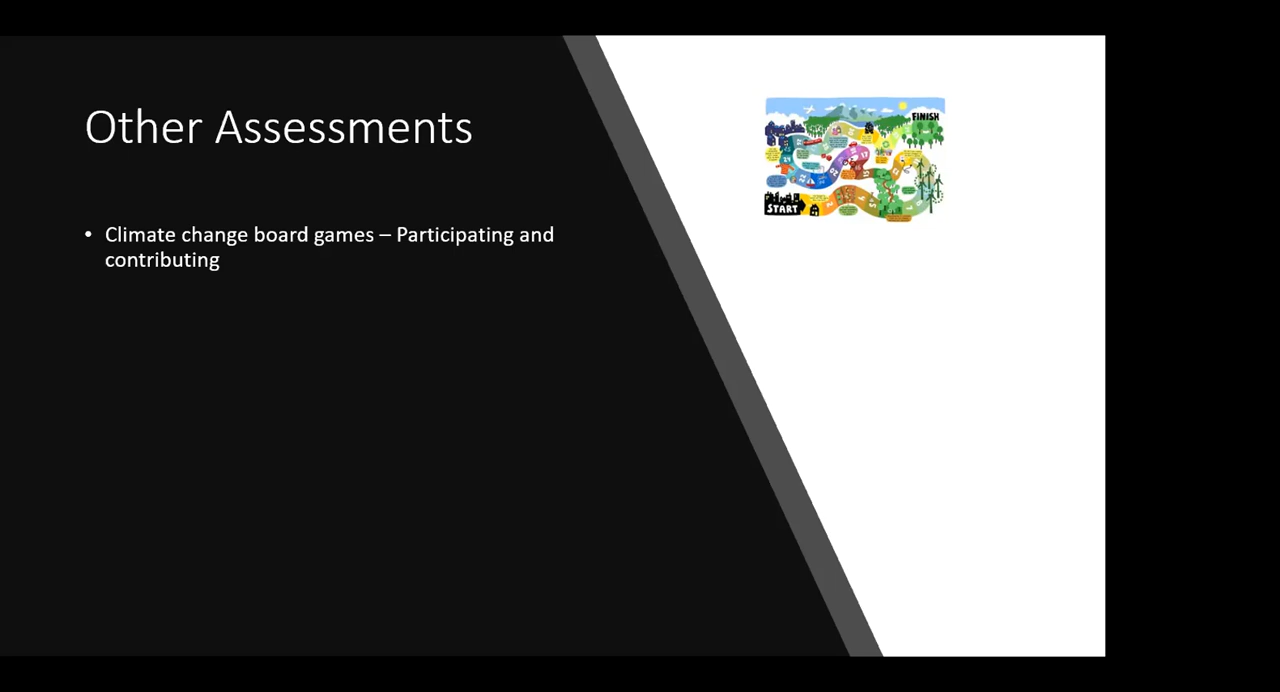 Other Assessments
• Climate change board games – Participating and
contributing
FINISH
START